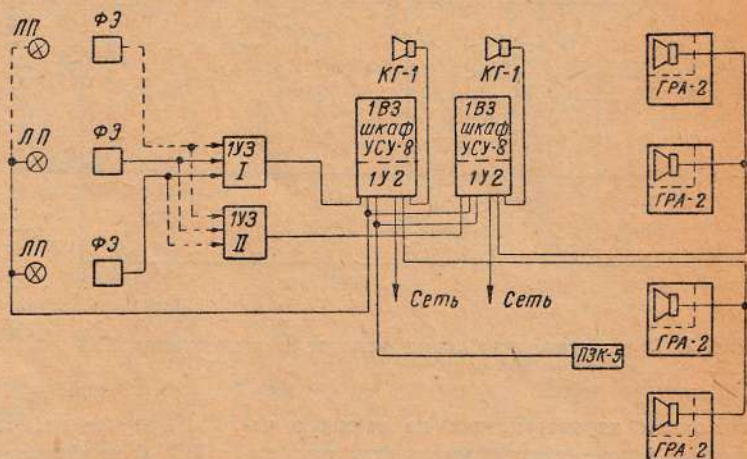 ПП
ФЭ
КГ-1
КГ-1
ГРА-2
1ВЗ
шкаф
УСУ-8
1У2
1ВЗ
шкаф
УСУ-8
1У2
ЛП
ФЭ
1УЗ
I
ГРА-2
1УЗ
II
ЛП
ФЭ
Сеть
Сеть
ГРА-2
ПЗК-5
ГРА-2